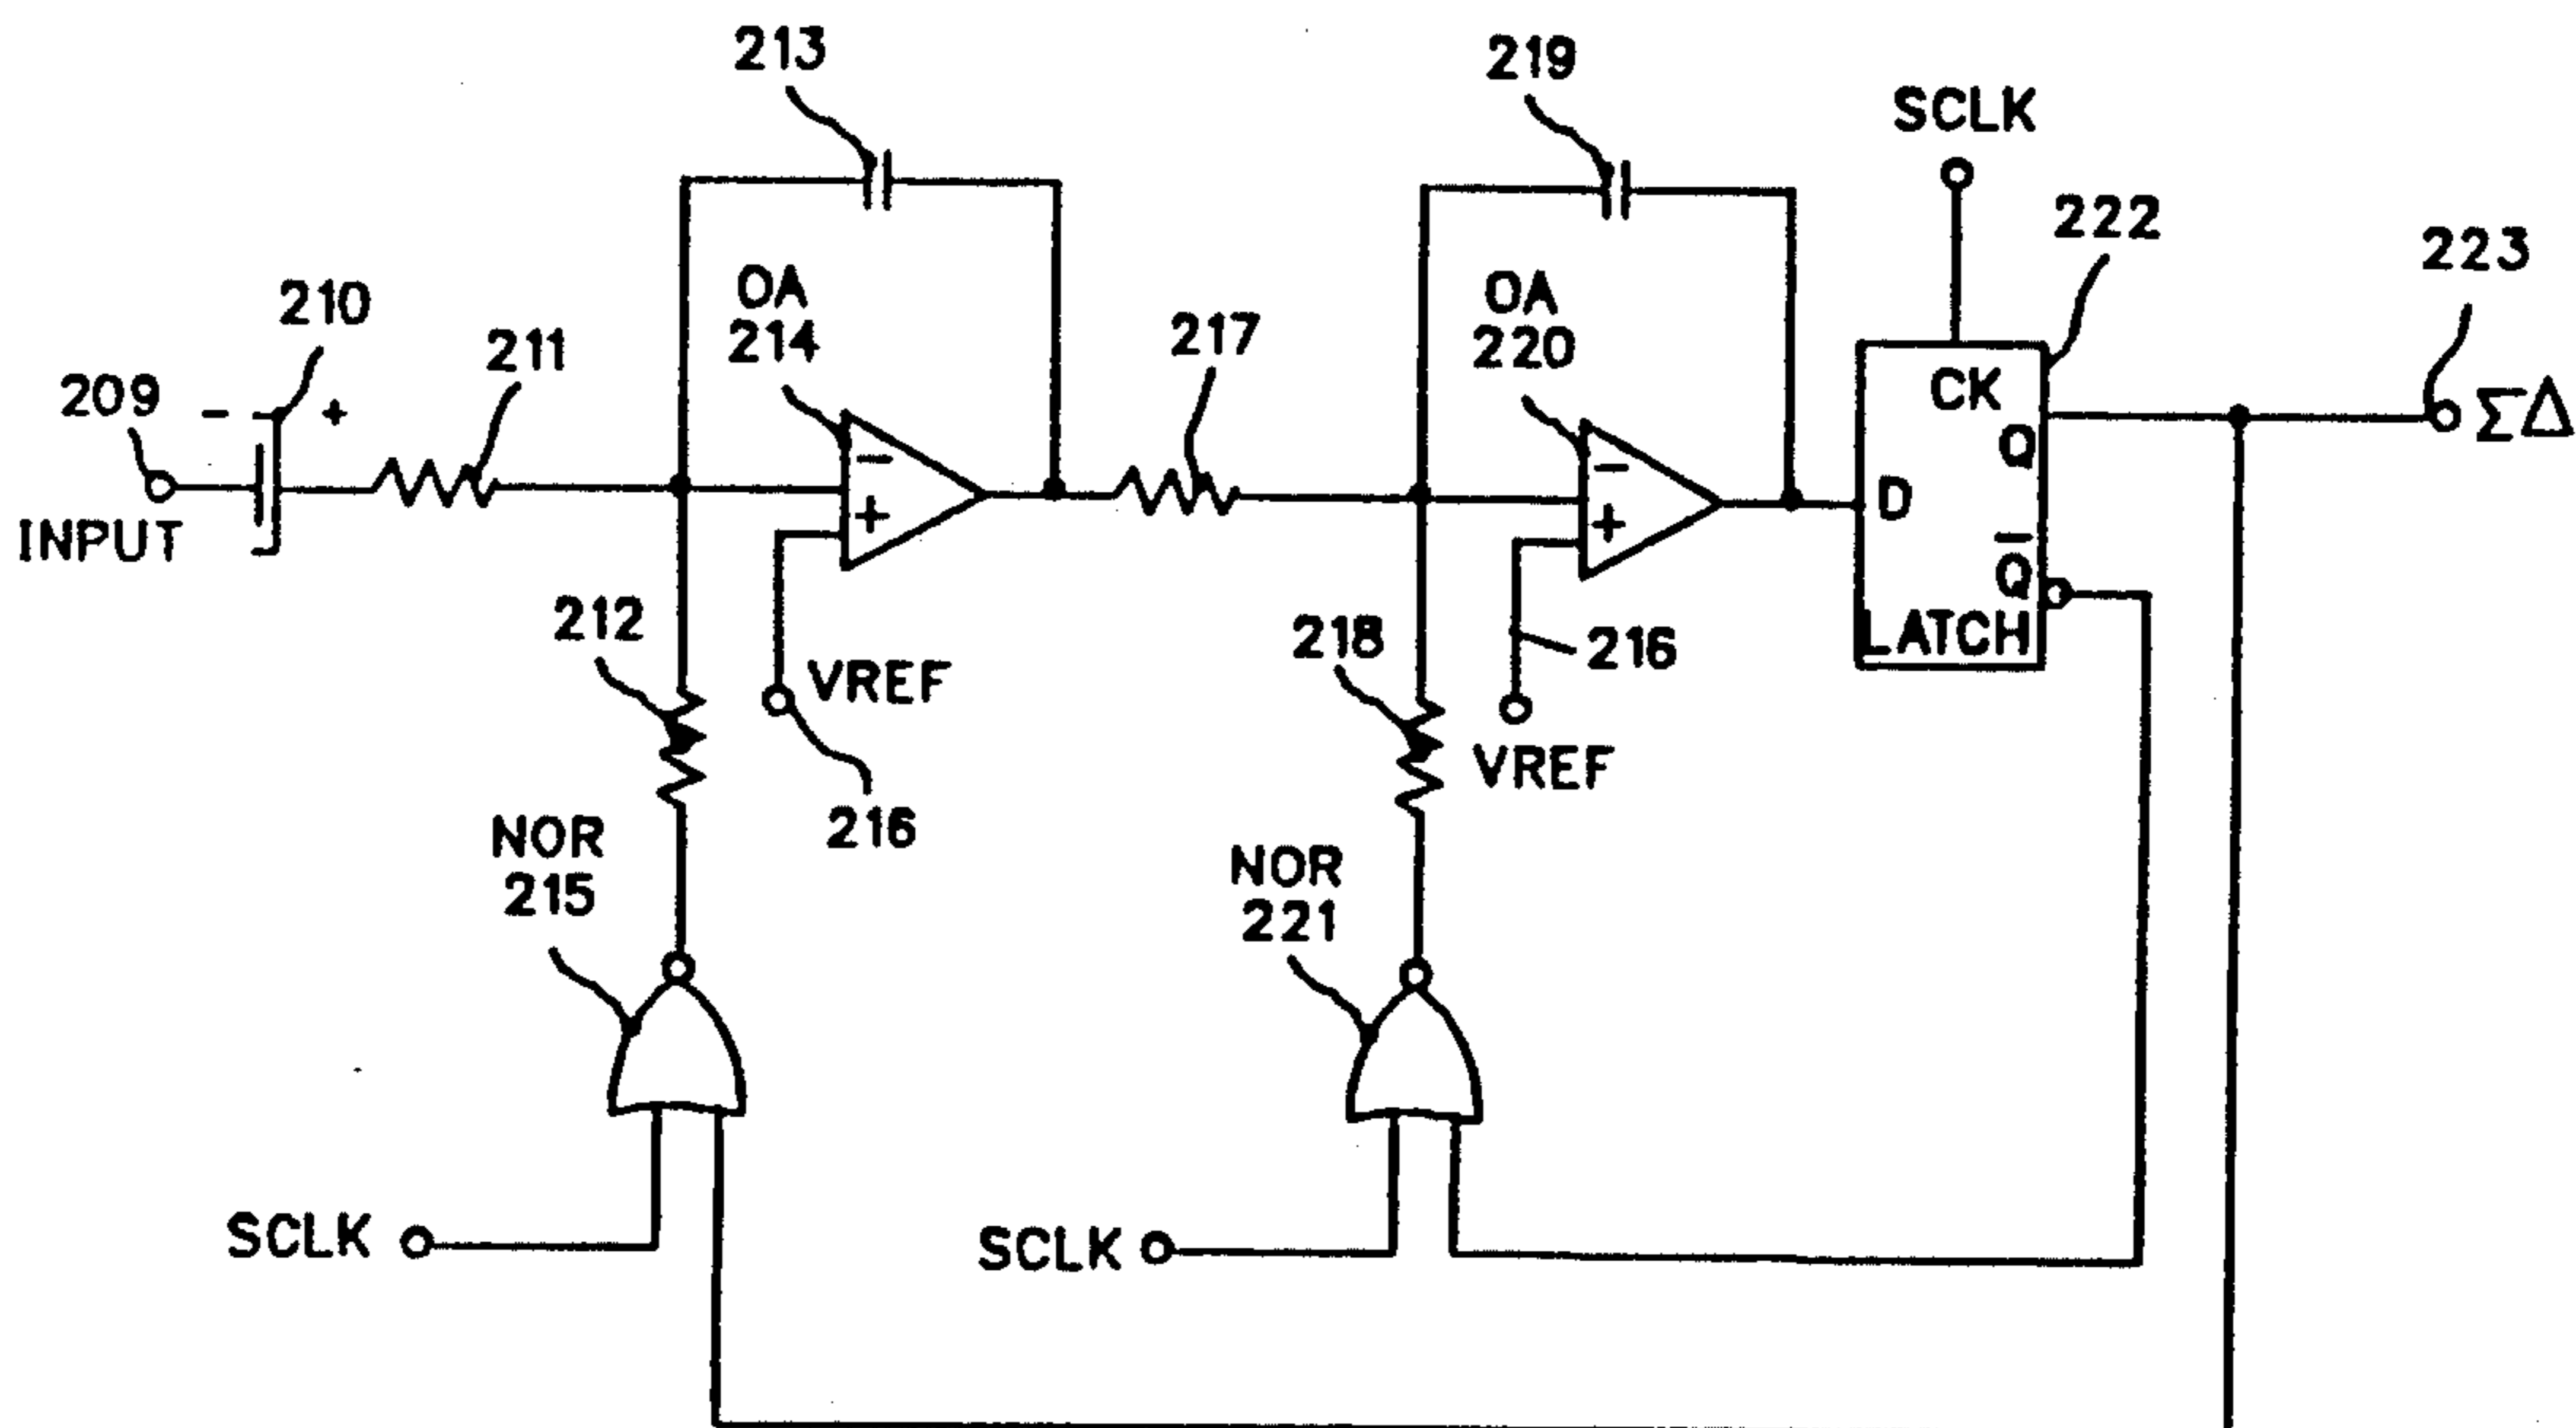 213
219
SCLK
222
223
210
OA
214
OA
220
217
211
209
- +
CK
Q
ΣΔ
INPUT
−
+
−
+
D
Q̅
LATCH
212
VREF
216
218
216
VREF
NOR
215
NOR
221
SCLK
SCLK